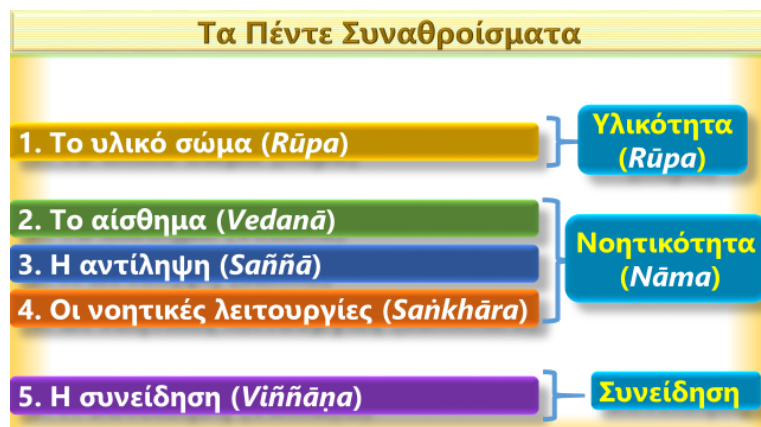 Τα Πέντε Συναθροίσματα
1. Το υλικό σώμα (Rūpa)
Υλικότητα
(Rūpa)
2. Το αίσθημα (Vedanā)
3. Η αντίληψη (Saññā)
4. Οι νοητικές λειτουργίες (Saṅkhāra)
Νοητικότητα
(Nāma)
5. Η συνείδηση (Viññāṇa)
Συνείδηση